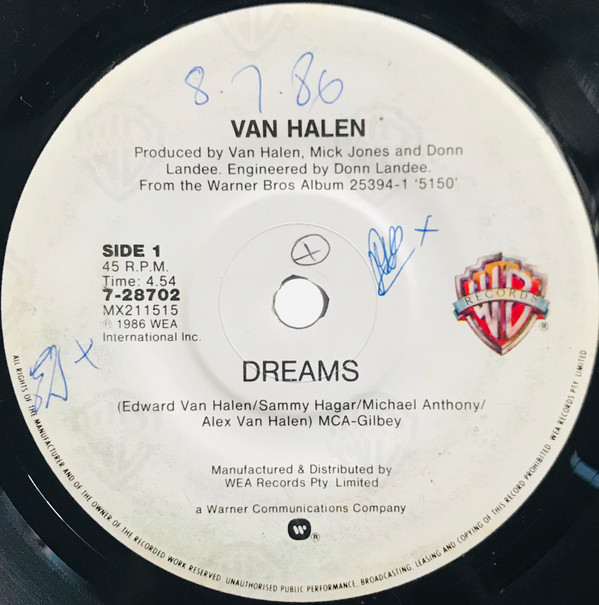 8.7.86
VAN HALEN
Produced by Van Halen, Mick Jones and Donn
Landee. Engineered by Donn Landee.
From the Warner Bros Album 25394-1 '5150'
SIDE 1
45 R.P.M.
Time: 4.54
7-28702
MX211515
℗ 1986 WEA
International Inc.
WB
RECORDS
®
DREAMS
(Edward Van Halen/Sammy Hagar/Michael Anthony/
Alex Van Halen) MCA-Gilbey
Manufactured & Distributed by
WEA Records Pty. Limited
a Warner Communications Company
®
ALL RIGHTS OF THE MANUFACTURER AND OF THE OWNER OF THE RECORDED WORK RESERVED. UNAUTHORISED PUBLIC PERFORMANCE, BROADCASTING, LEASING AND COPYING OF THIS RECORD PROHIBITED. WEA RECORDS PTY. LIMITED